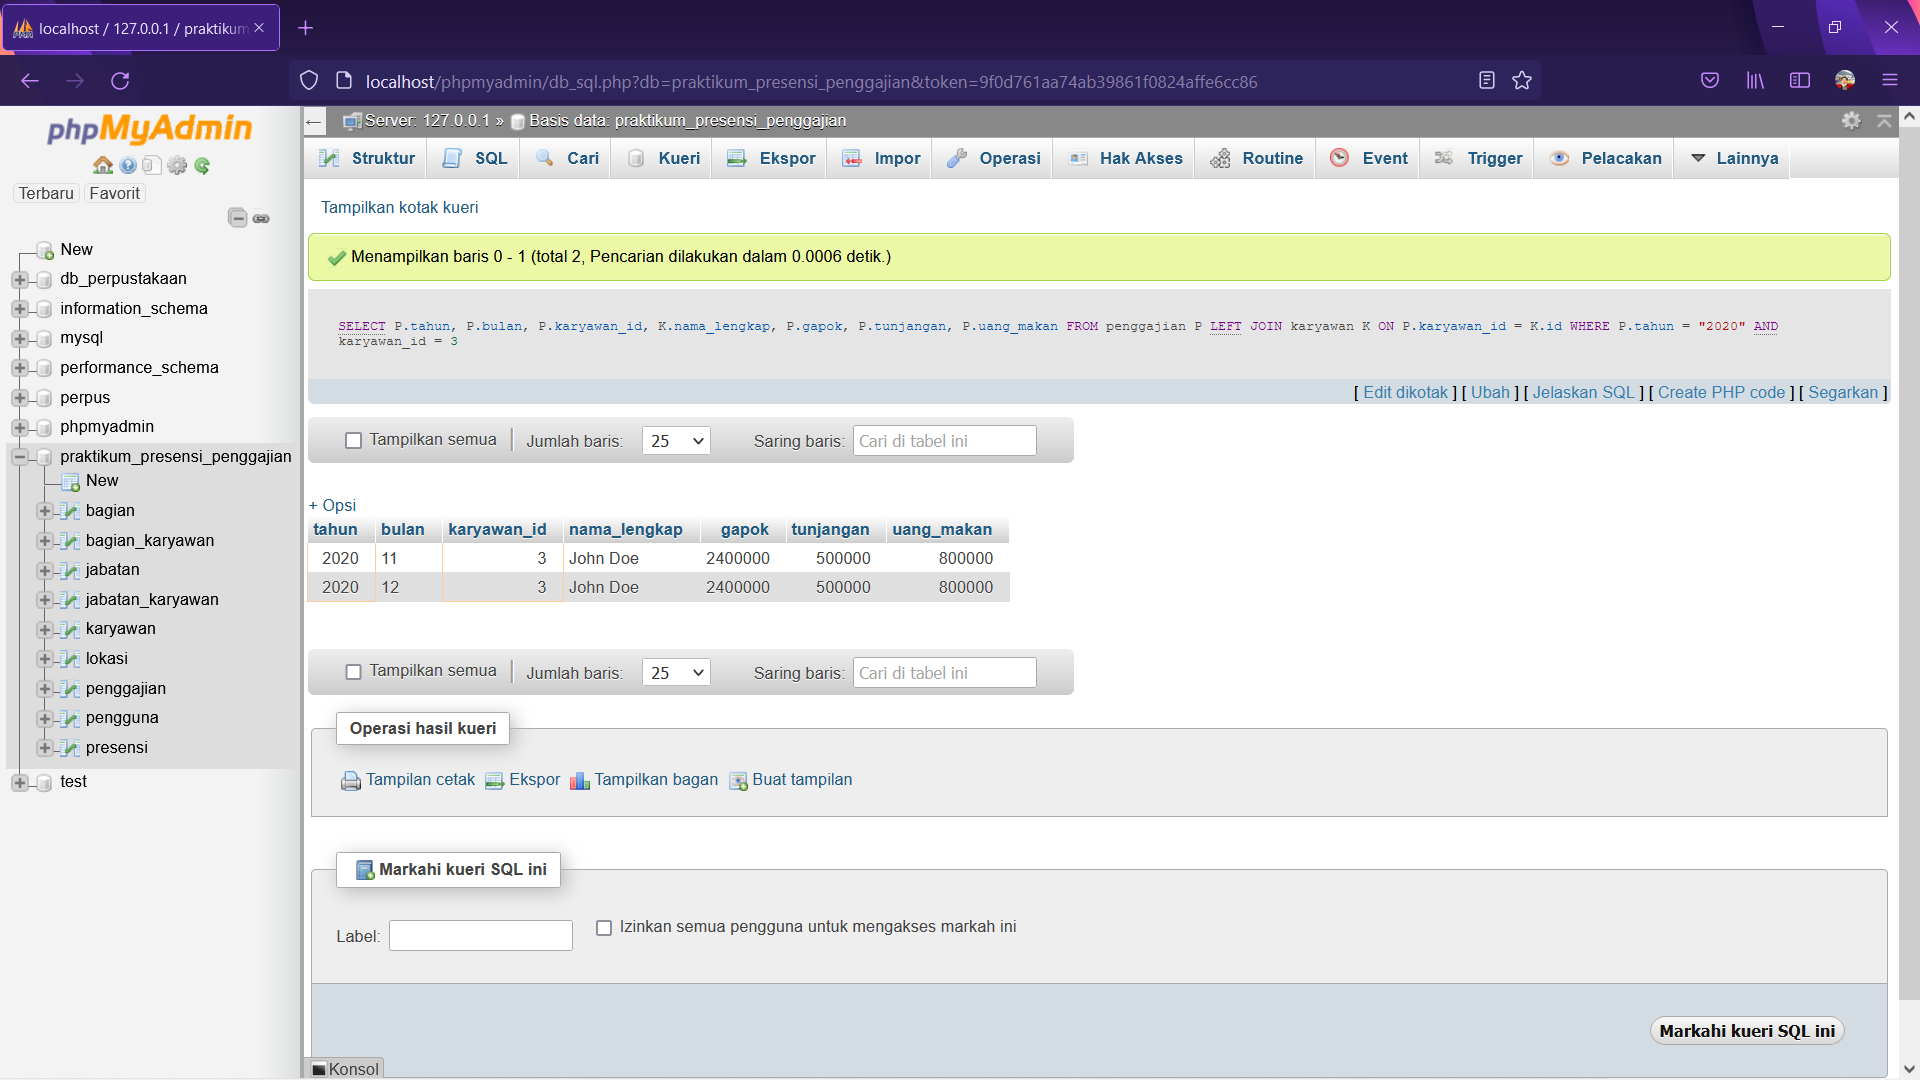 localhost / 127.0.0.1 / praktikum
localhost/phpmyadmin/db_sql.php?db=praktikum_presensi_penggajian&token=9f0d761aa74ab39861f0824affe6cc86
phpMyAdmin
Terbaru Favorit
New
db_perpustakaan
information_schema
mysql
performance_schema
perpus
phpmyadmin
praktikum_presensi_penggajian
New
bagian
bagian_karyawan
jabatan
jabatan_karyawan
karyawan
lokasi
penggajian
pengguna
presensi
test
Server: 127.0.0.1 » Basis data: praktikum_presensi_penggajian
Struktur SQL Cari Kueri Ekspor Impor Operasi Hak Akses Routine Event Trigger Pelacakan Lainnya
Tampilkan kotak kueri
Menampilkan baris 0 - 1 (total 2, Pencarian dilakukan dalam 0.0006 detik.)
SELECT P.tahun, P.bulan, P.karyawan_id, K.nama_lengkap, P.gapok, P.tunjangan, P.uang_makan FROM penggajian P LEFT JOIN karyawan K ON P.karyawan_id = K.id WHERE P.tahun = "2020" AND
karyawan_id = 3
[ Edit dikotak ] [ Ubah ] [ Jelaskan SQL ] [ Create PHP code ] [ Segarkan ]
Tampilkan semua | Jumlah baris: 25 Saring baris: Cari di tabel ini
+ Opsi
tahun bulan karyawan_id nama_lengkap gapok tunjangan uang_makan
2020 11 3 John Doe 2400000 500000 800000
2020 12 3 John Doe 2400000 500000 800000
Tampilkan semua | Jumlah baris: 25 Saring baris: Cari di tabel ini
Operasi hasil kueri
Tampilan cetak Ekspor Tampilkan bagan Buat tampilan
Markahi kueri SQL ini
Label: Izinkan semua pengguna untuk mengakses markah ini
Markahi kueri SQL ini
Konsol